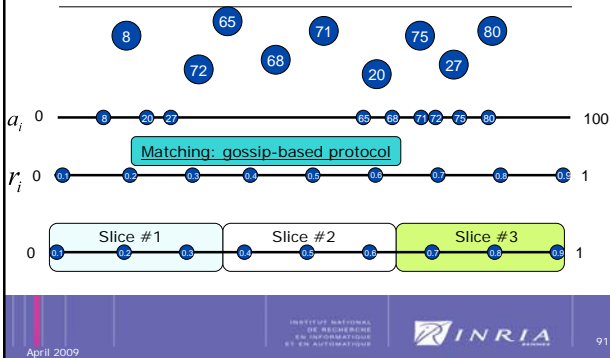 65
8
71
75
80
72
68
20
27
a_i 0 8 20 27 65 68 71 72 75 80 100
Matching: gossip-based protocol
r_i 0 0.1 0.2 0.3 0.4 0.5 0.6 0.7 0.8 0.9 1
Slice #1 Slice #2 Slice #3
0 0.1 0.2 0.3 0.4 0.5 0.6 0.7 0.8 0.9 1
INSTITUT NATIONAL
DE RECHERCHE
EN INFORMATIQUE
ET EN AUTOMATIQUE
INRIA
91
April 2009